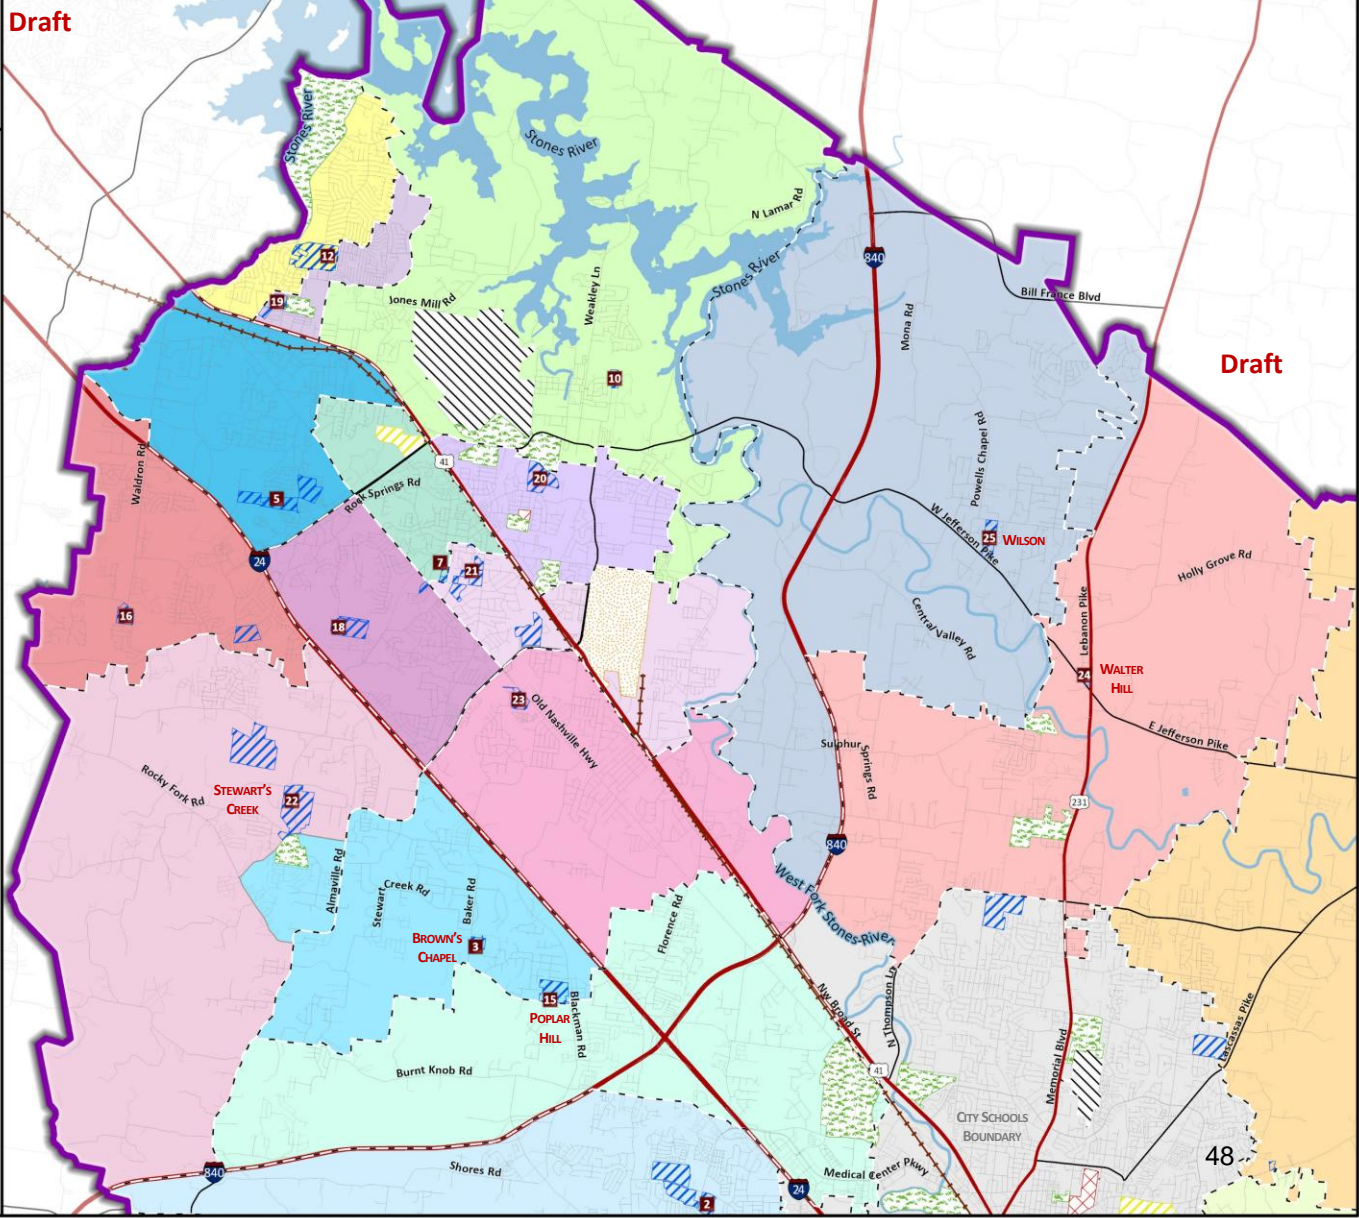 Draft
Stones River
Stones River
N Lamar Rd
12
840
Stones River
Weakley Ln
Bill France Blvd
19
Jones Mill Rd
Mona Rd
Draft
10
Waldron Rd
Powells Chapel Rd
41
20
5
Rock Springs Rd
W Jefferson Pike
25
WILSON
24
7
21
Holly Grove Rd
16
18
Central Valley Rd
Lebanon Pike
24
WALTER
HILL
23
Old Nashville Hwy
E Jefferson Pike
Sulphur Springs Rd
Rocky Fork Rd
STEWART'S
CREEK
22
231
840
Almaville Rd
Stewart Creek Rd
Baker Rd
West Fork Stones River
Florence Rd
BROWN'S
CHAPEL
3
15
POPLAR
HILL
Blackman Rd
NW Broad St
Thompson Ln N
Lascassas Pike
Burnt Knob Rd
41
Memorial Blvd
CITY SCHOOLS
BOUNDARY
48
840
Shores Rd
Medical Center Pkwy
24
2